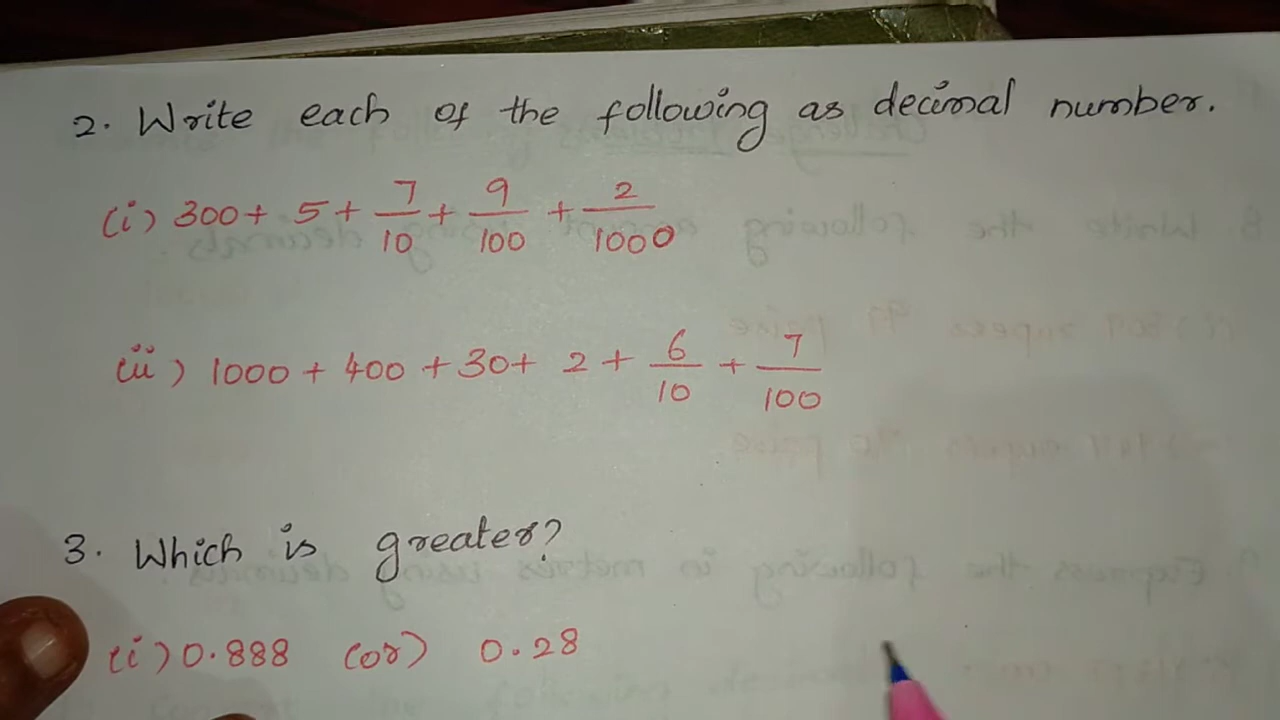 2. Write each of the following as decimal number.
(i) 300 + 5 + 7/10 + 9/100 + 2/1000
(ii) 1000 + 400 + 30 + 2 + 6/10 + 7/100
3. Which is greater?
(i) 0.888 (or) 0.28